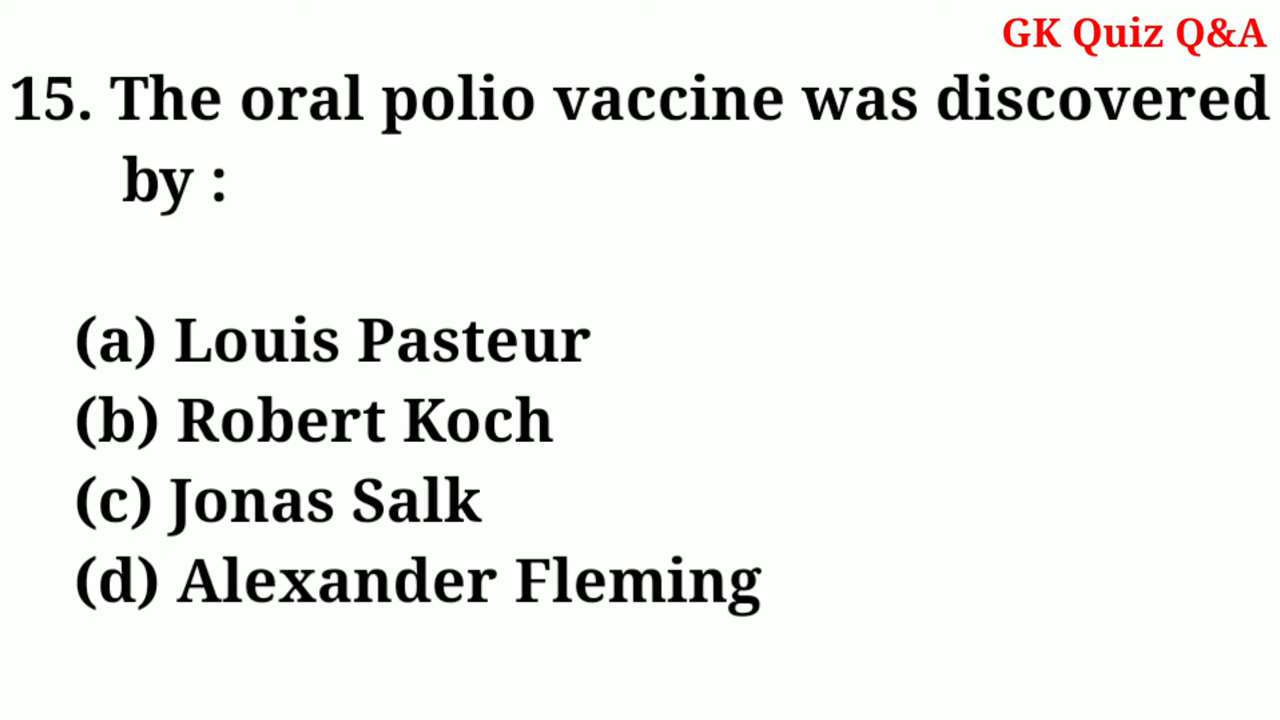 GK Quiz Q&A
15. The oral polio vaccine was discovered
by :
(a) Louis Pasteur
(b) Robert Koch
(c) Jonas Salk
(d) Alexander Fleming